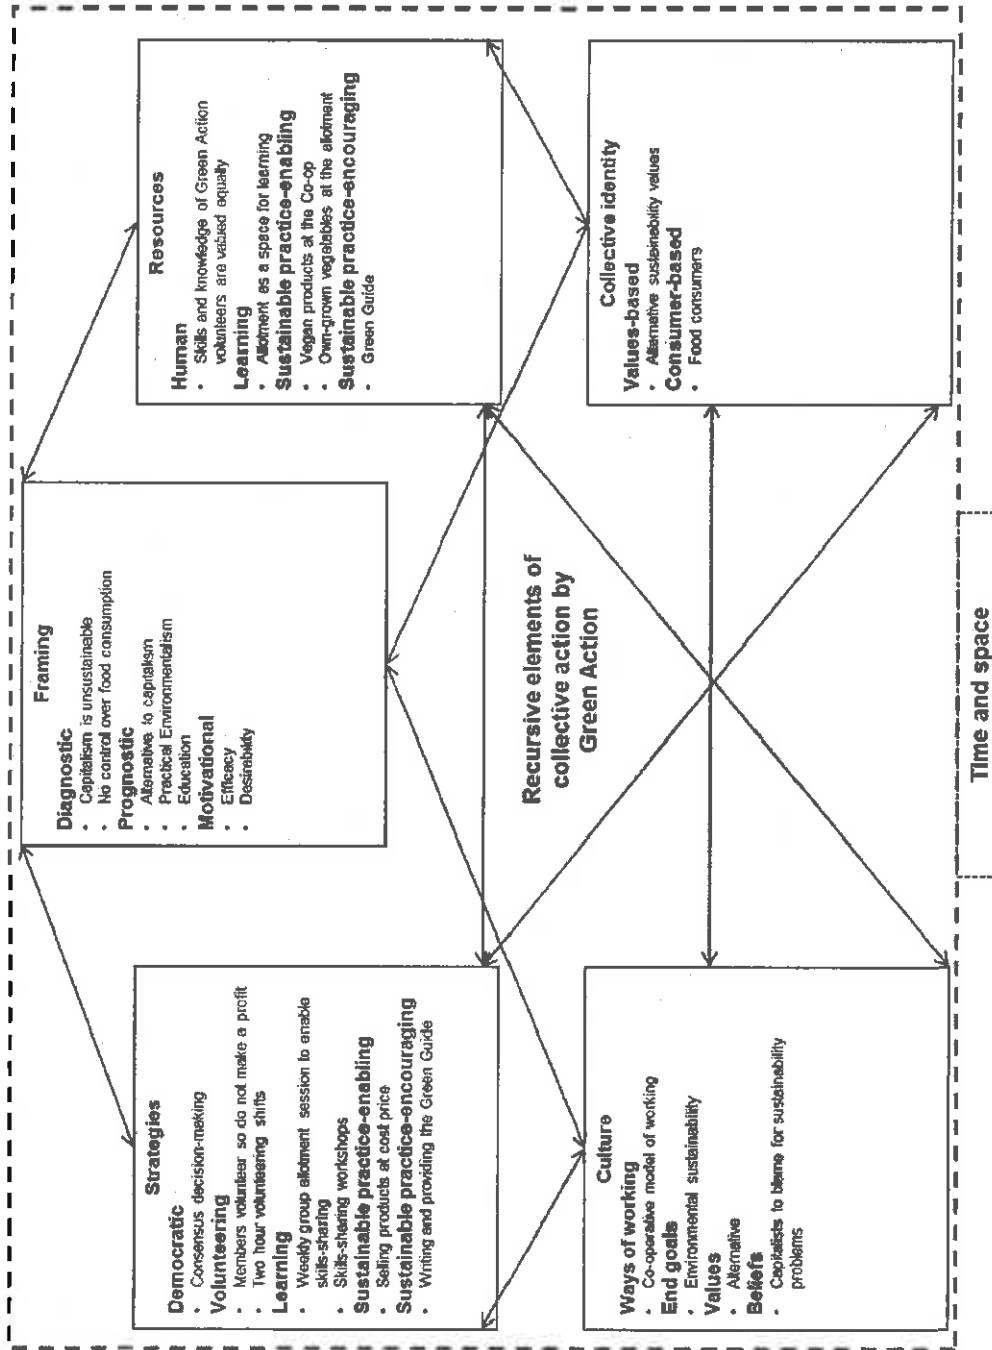 Framing
Diagnostic
• Capitalism is unsustainable
• No control over food consumption
Prognostic
• Alternative to capitalism
• Practical Environmentalism
• Education
Motivational
• Efficacy
• Desirability
Strategies
Democratic
• Consensus decision-making
Volunteering
• Members volunteer so do not make a profit
• Two hour volunteering shifts
Learning
• Weekly group allotment session to enable
skills-sharing
• Skills-sharing workshops
Sustainable practice-enabling
• Selling products at cost price
Sustainable practice-encouraging
• Writing and providing the Green Guide
Resources
Human
• Skills and knowledge of Green Action
volunteers are valued equally
Learning
• Allotment as a space for learning
Sustainable practice-enabling
• Vegan products at the Co-op
• Own-grown vegetables at the allotment
Sustainable practice-encouraging
• Green Guide
Recursive elements of
collective action by
Green Action
Culture
Ways of working
• Co-operative model of working
End goals
• Environmental sustainability
Values
• Alternative
Beliefs
• Capitalists to blame for sustainability
problems
Collective identity
Values-based
• Alternative sustainability values
Consumer-based
• Food consumers
Time and space